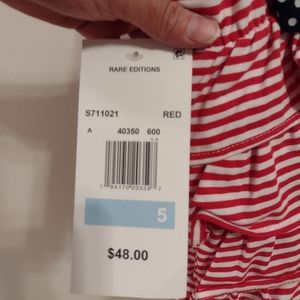 RARE EDITIONS
S711021 RED
A 40350 600
5
$48.00